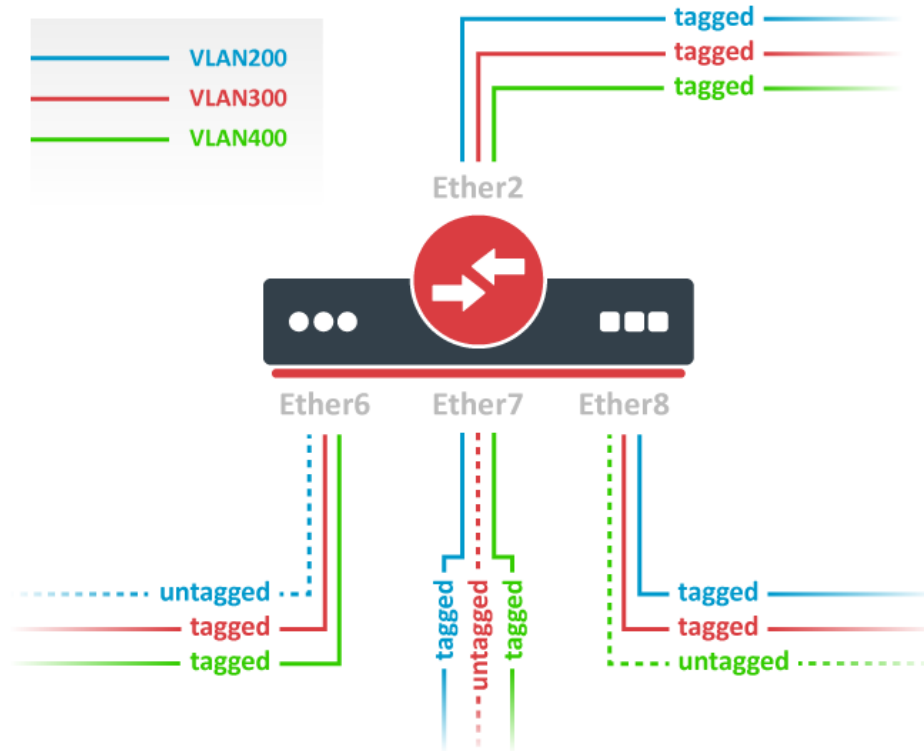 tagged
VLAN200
tagged
VLAN300
tagged
VLAN400
Ether2
Ether6
Ether7
Ether8
untagged
tagged
tagged
tagged
untagged
tagged
tagged
tagged
untagged